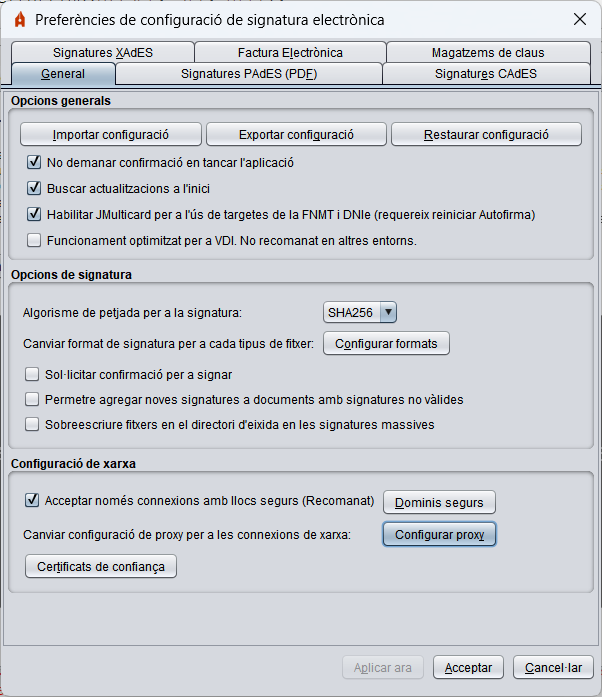 Preferències de configuració de signatura electrònica
Signatures XAdES
Factura Electrònica
Magatzems de claus
General
Signatures PAdES (PDF)
Signatures CAdES
Opcions generals
Importar configuració
Exportar configuració
Restaurar configuració
No demanar confirmació en tancar l'aplicació
Buscar actualitzacions a l'inici
Habilitar JMulticard per a l'ús de targetes de la FNMT i DNIe (requereix reiniciar Autofirma)
Funcionament optimitzat per a VDI. No recomanat en altres entorns.
Opcions de signatura
Algorisme de petjada per a la signatura:
SHA256
Canviar format de signatura per a cada tipus de fitxer:
Configurar formats
Sol·licitar confirmació per a signar
Permetre agregar noves signatures a documents amb signatures no vàlides
Sobreescriure fitxers en el directori d'eixida en les signatures massives
Configuració de xarxa
Acceptar només connexions amb llocs segurs (Recomanat)
Dominis segurs
Canviar configuració de proxy per a les connexions de xarxa:
Configurar proxy
Certificats de confiança
Aplicar ara
Acceptar
Cancel·lar